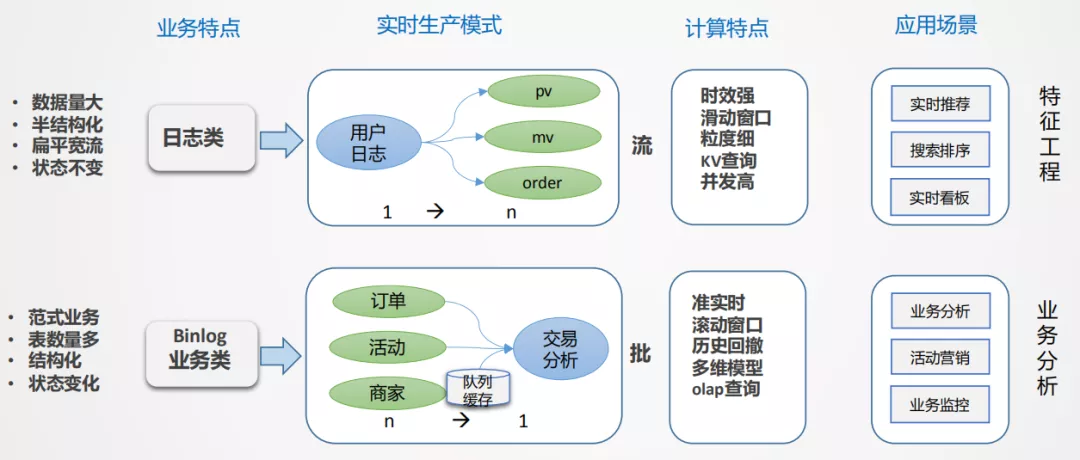 业务特点
实时生产模式
计算特点
应用场景
• 数据量大
• 半结构化
• 扁平宽流
• 状态不变
日志类
用户
日志
pv
mv
order
1 → n
流
时效强
滑动窗口
粒度细
KV查询
并发高
实时推荐
搜索排序
实时看板
特征工程
• 范式业务
• 表数量多
• 结构化
• 状态变化
Binlog
业务类
订单
活动
商家
队列
缓存
交易
分析
n → 1
批
准实时
滚动窗口
历史回撤
多维模型
olap查询
业务分析
活动营销
业务监控
业务分析